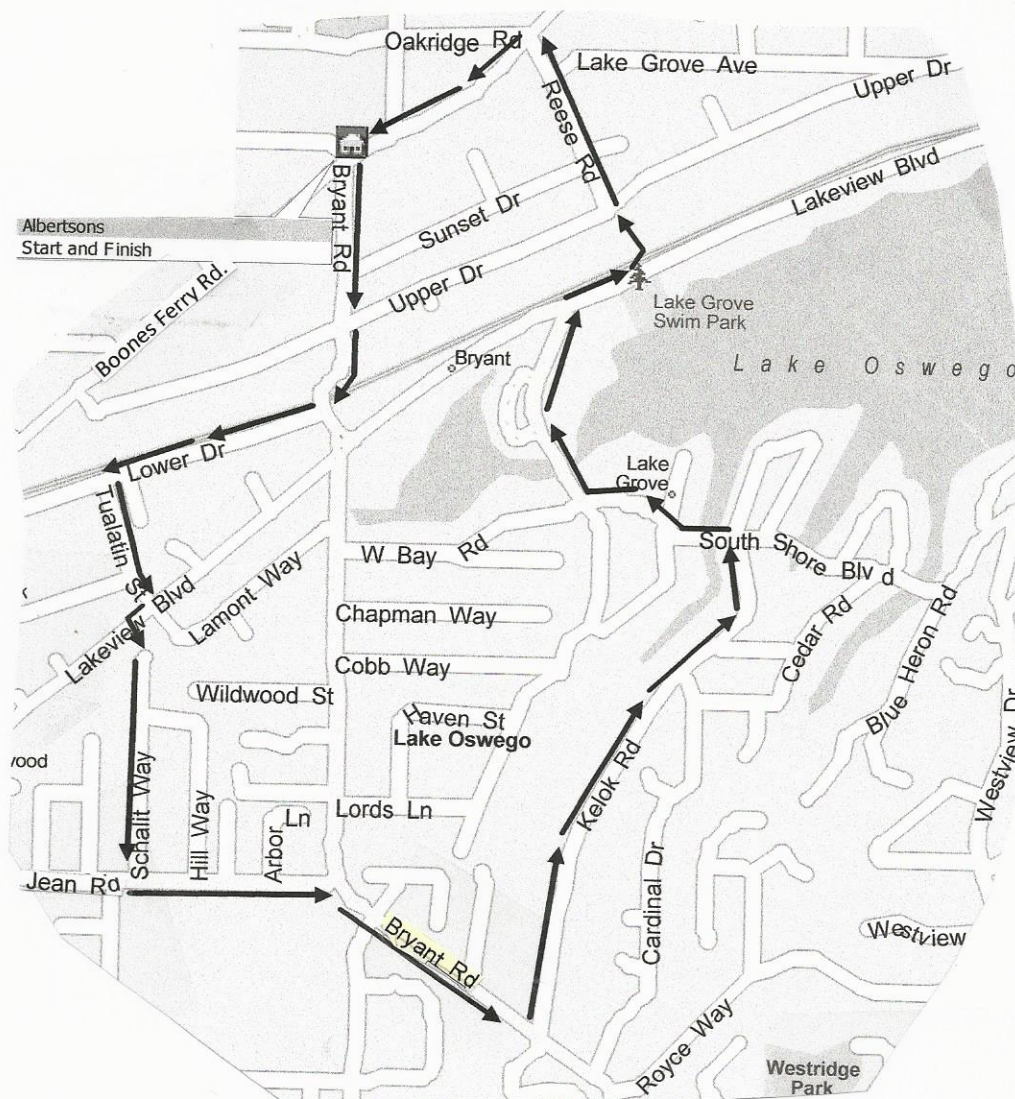 Oakridge Rd
Lake Grove Ave
Upper Dr
Reese Rd
Lakeview Blvd
Bryant Rd
Sunset Dr
Albertsons
Start and Finish
Upper Dr
Boones Ferry Rd.
Lake Grove
Swim Park
Bryant
Lake Oswego
Lower Dr
Lake
Grove
Tualatin St
W Bay Rd
South Shore Blvd
Lakeview Blvd
Lamont Way
Chapman Way
Cedar Rd
Blue Heron Rd
Cobb Way
Wildwood St
Haven St
Lake Oswego
Westview Dr
Kelok Rd
Schalit Way
Hill Way
Arbor Ln
Lords Ln
Cardinal Dr
Jean Rd
Bryant Rd
Westview
Royce Way
Westridge
Park